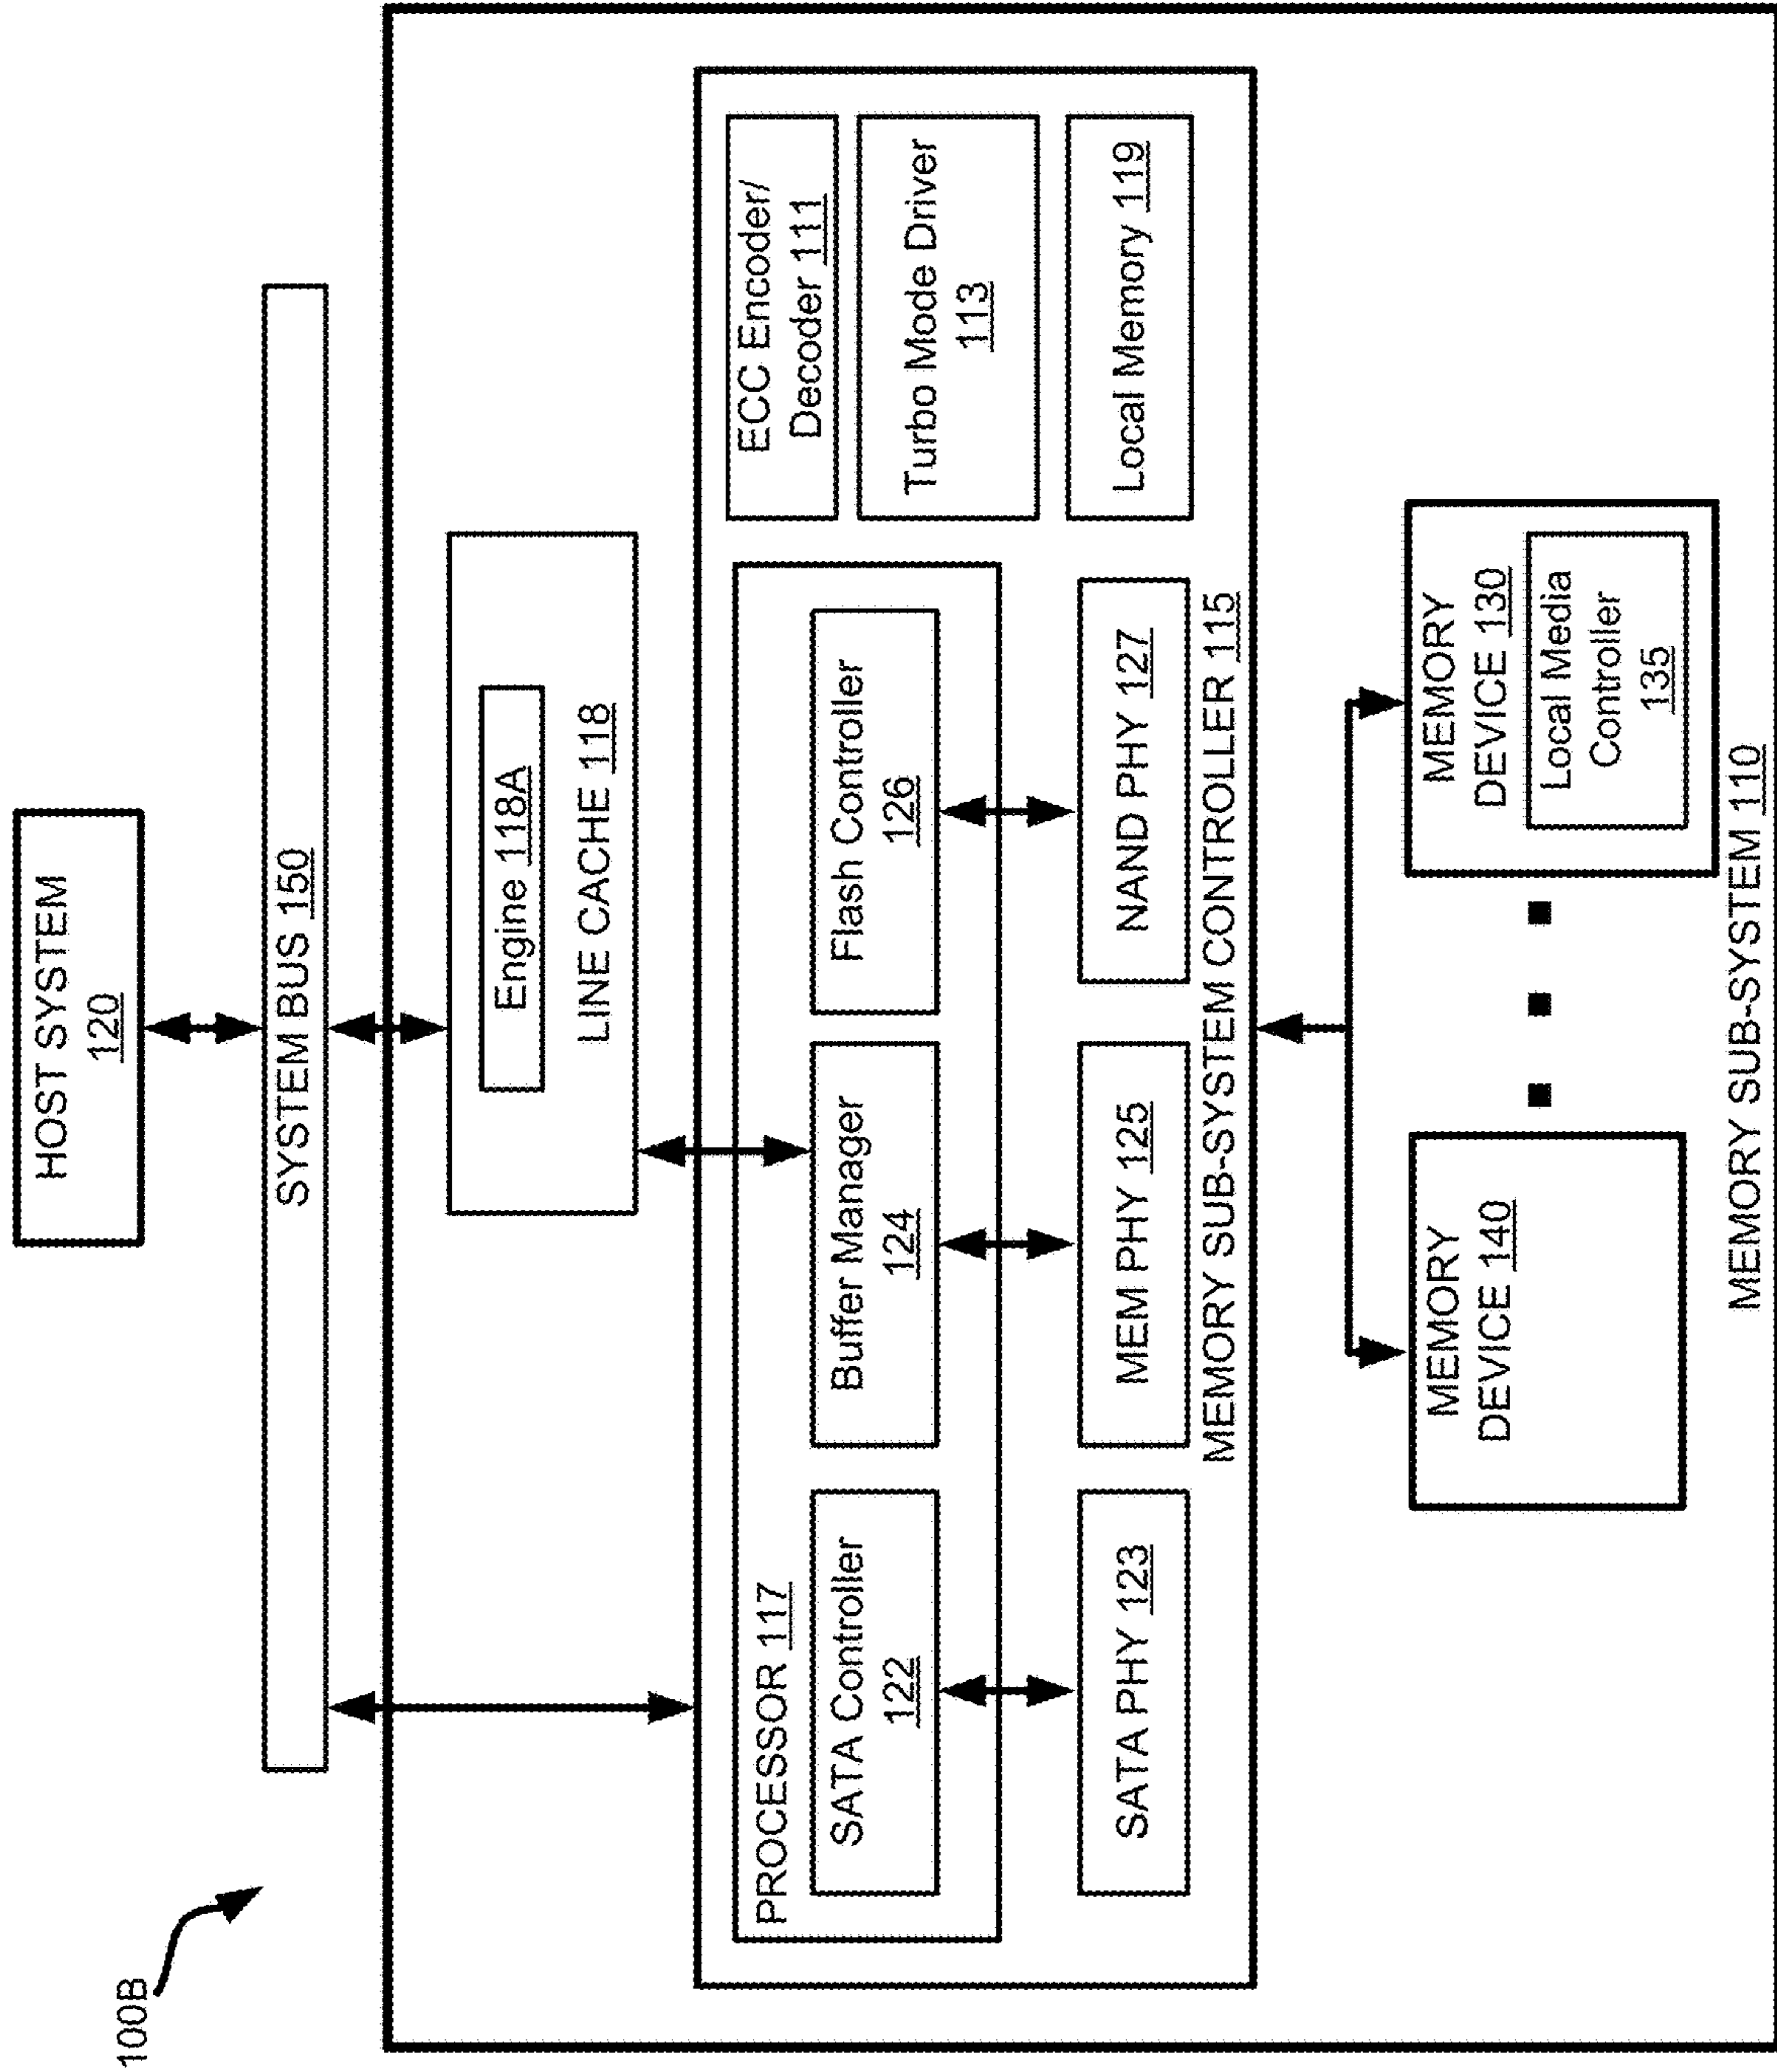 100B
HOST SYSTEM
120
SYSTEM BUS 150
Engine 118A
LINE CACHE 118
PROCESSOR 117
SATA Controller
122
Buffer Manager
124
Flash Controller
126
SATA PHY 123
MEM PHY 125
NAND PHY 127
ECC Encoder/
Decoder 111
Turbo Mode Driver
113
Local Memory 119
MEMORY SUB-SYSTEM CONTROLLER 115
MEMORY
DEVICE 140
MEMORY
DEVICE 130
Local Media
Controller
135
MEMORY SUB-SYSTEM 110